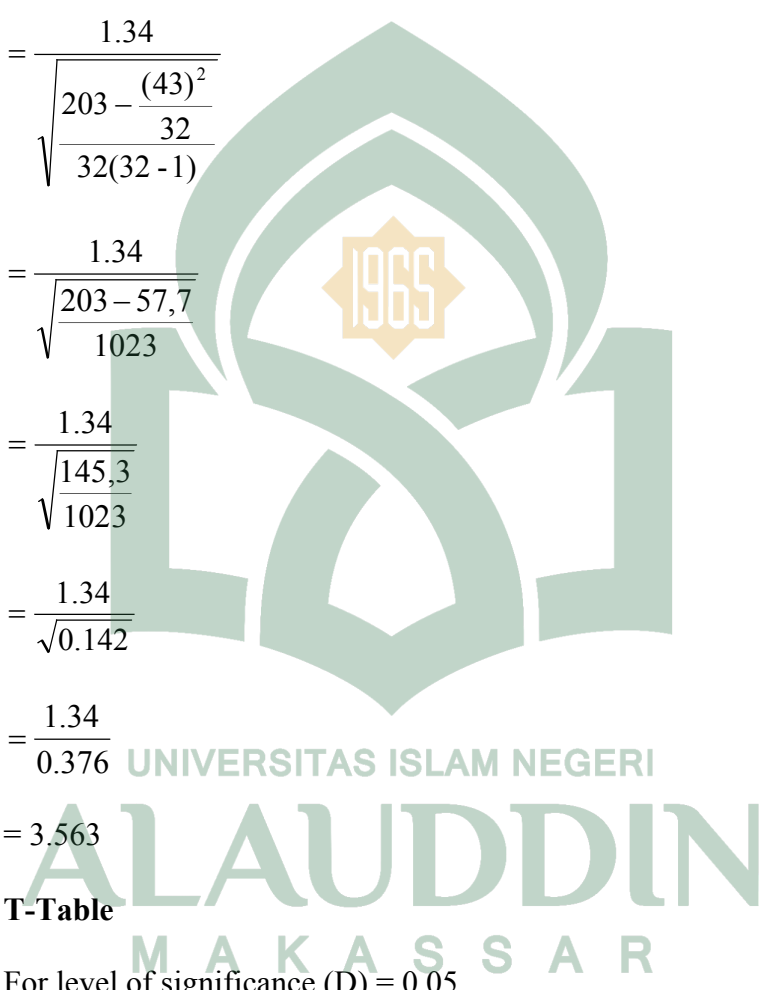 = 1.34 / √((203 – (43)² / 32) / 32(32 - 1))
= 1.34 / √((203 – 57,7) / 1023)
1965
= 1.34 / √(145,3 / 1023)
= 1.34 / √0.142
= 1.34 / 0.376
UNIVERSITAS ISLAM NEGERI
= 3.563
ALAUDDIN
T-Table
MAKASSAR
For level of significance (D) = 0.05